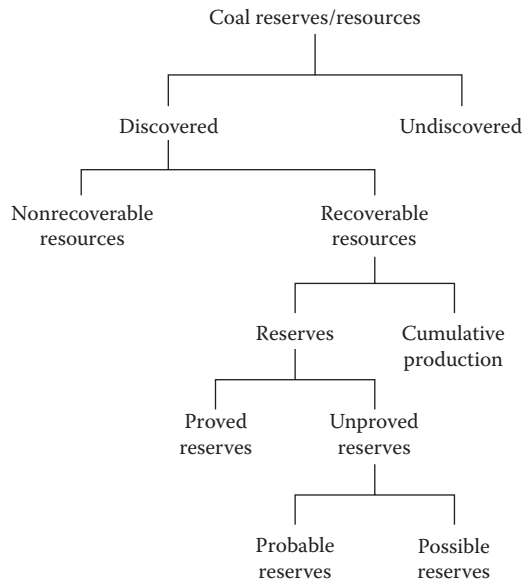 Coal reserves/resources
Discovered
Undiscovered
Nonrecoverable
resources
Recoverable
resources
Reserves
Cumulative
production
Proved
reserves
Unproved
reserves
Probable
reserves
Possible
reserves